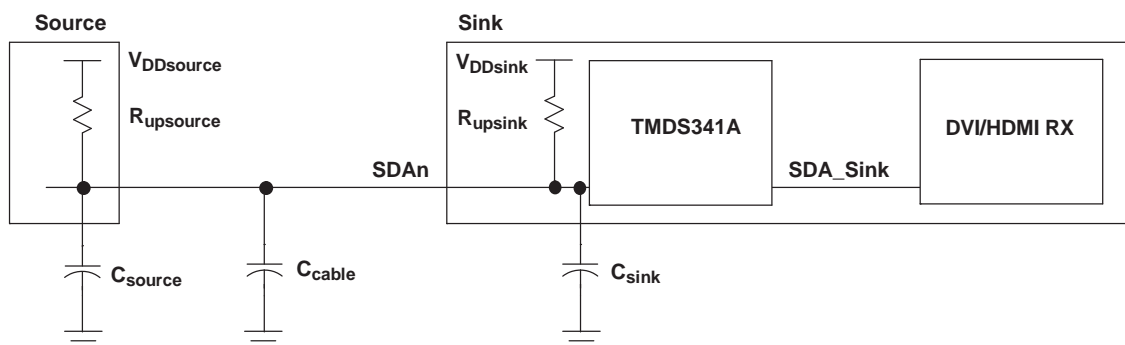 Source
Sink
VDDsource
Rupsource
VDDsink
Rupsink
TMDS341A
DVI/HDMI RX
SDAn
SDA_Sink
Csource
Ccable
Csink